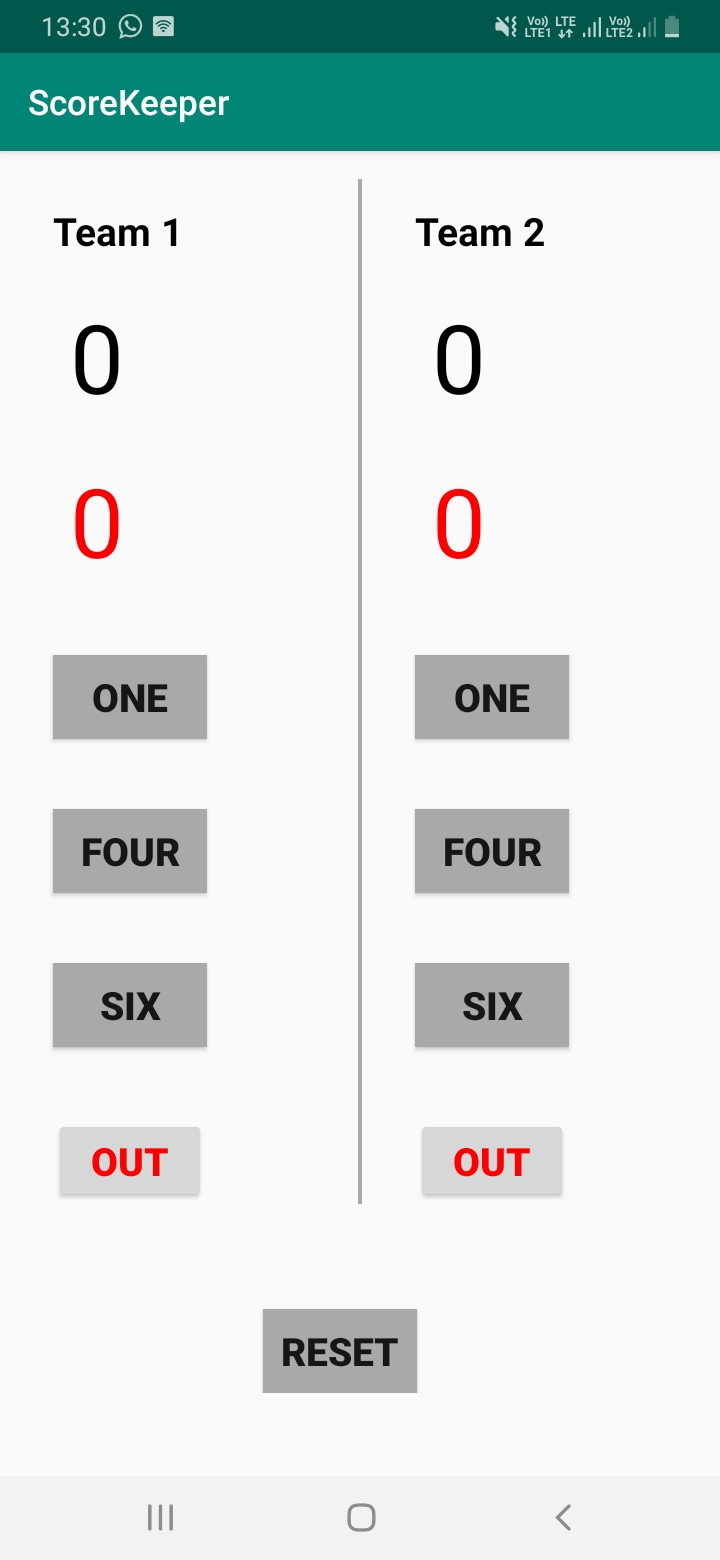 13:30 Vo)) LTE1 LTE Vo)) LTE2
ScoreKeeper
Team 1 Team 2
0 0
0 0
ONE ONE
FOUR FOUR
SIX SIX
OUT OUT
RESET